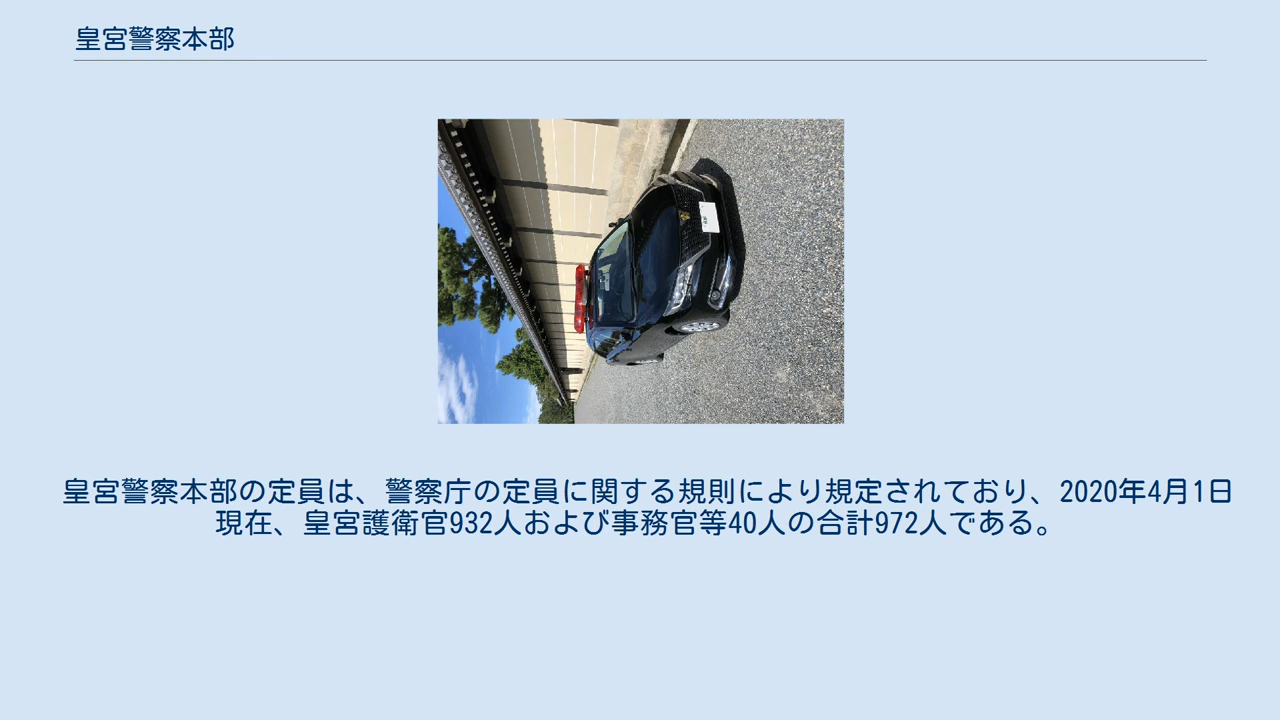 皇宮警察本部
皇宮警察本部の定員は、警察庁の定員に関する規則により規定されており、2020年4月1日
現在、皇宮護衛官932人および事務官等40人の合計972人である。